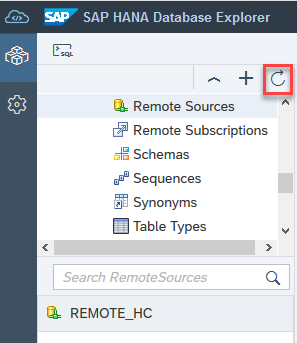 SAP SAP HANA Database Explorer
SQL
Remote Sources
Remote Subscriptions
Schemas
Sequences
Synonyms
Table Types
Search RemoteSources
REMOTE_HC